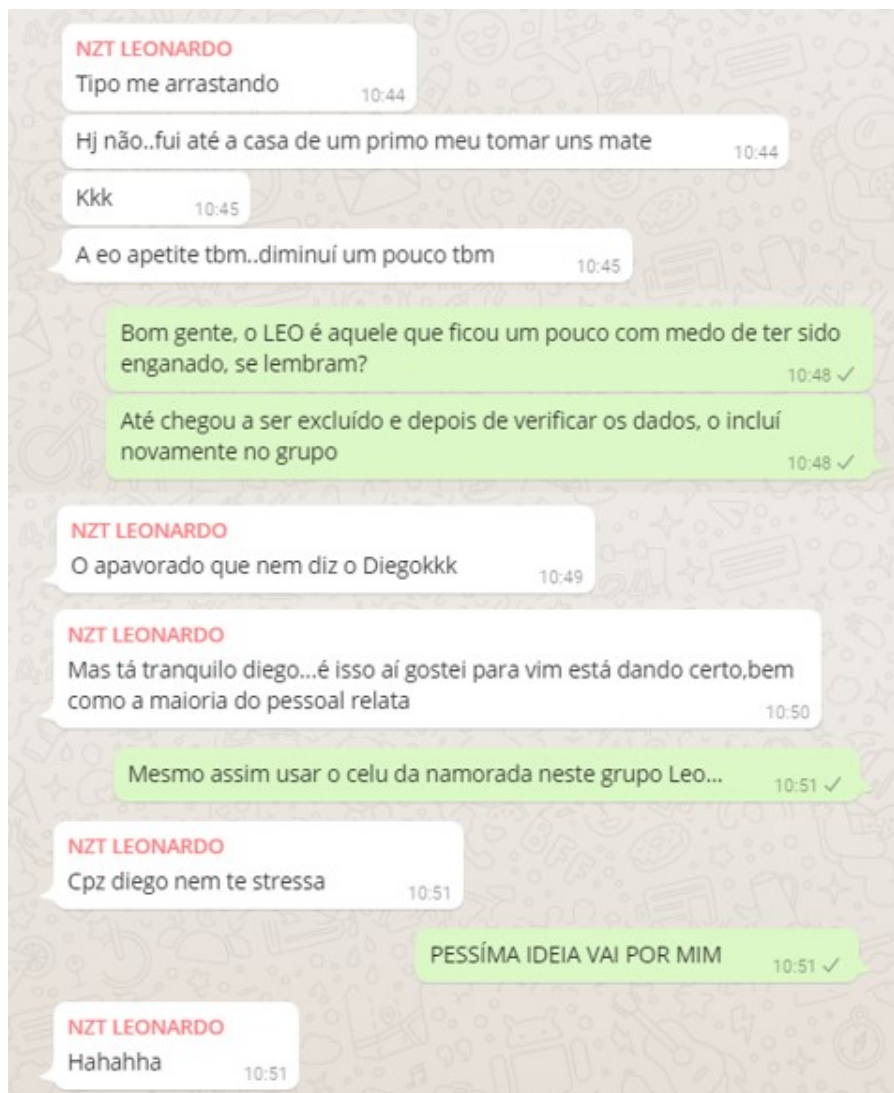 NZT LEONARDO
Tipo me arrastando
10:44
Hj não..fui até a casa de um primo meu tomar uns mate
10:44
Kkk
10:45
A eo apetite tbm..diminuí um pouco tbm
10:45
Bom gente, o LEO é aquele que ficou um pouco com medo de ter sido
enganado, se lembram?
10:48
Até chegou a ser excluído e depois de verificar os dados, o incluí
novamente no grupo
10:48
NZT LEONARDO
O apavorado que nem diz o Diegokkk
10:49
NZT LEONARDO
Mas tá tranquilo diego...é isso aí gostei para vim está dando certo,bem
como a maioria do pessoal relata
10:50
Mesmo assim usar o celu da namorada neste grupo Leo...
10:51
NZT LEONARDO
Cpz diego nem te stressa
10:51
PESSÍMA IDEIA VAI POR MIM
10:51
NZT LEONARDO
Hahahha
10:51